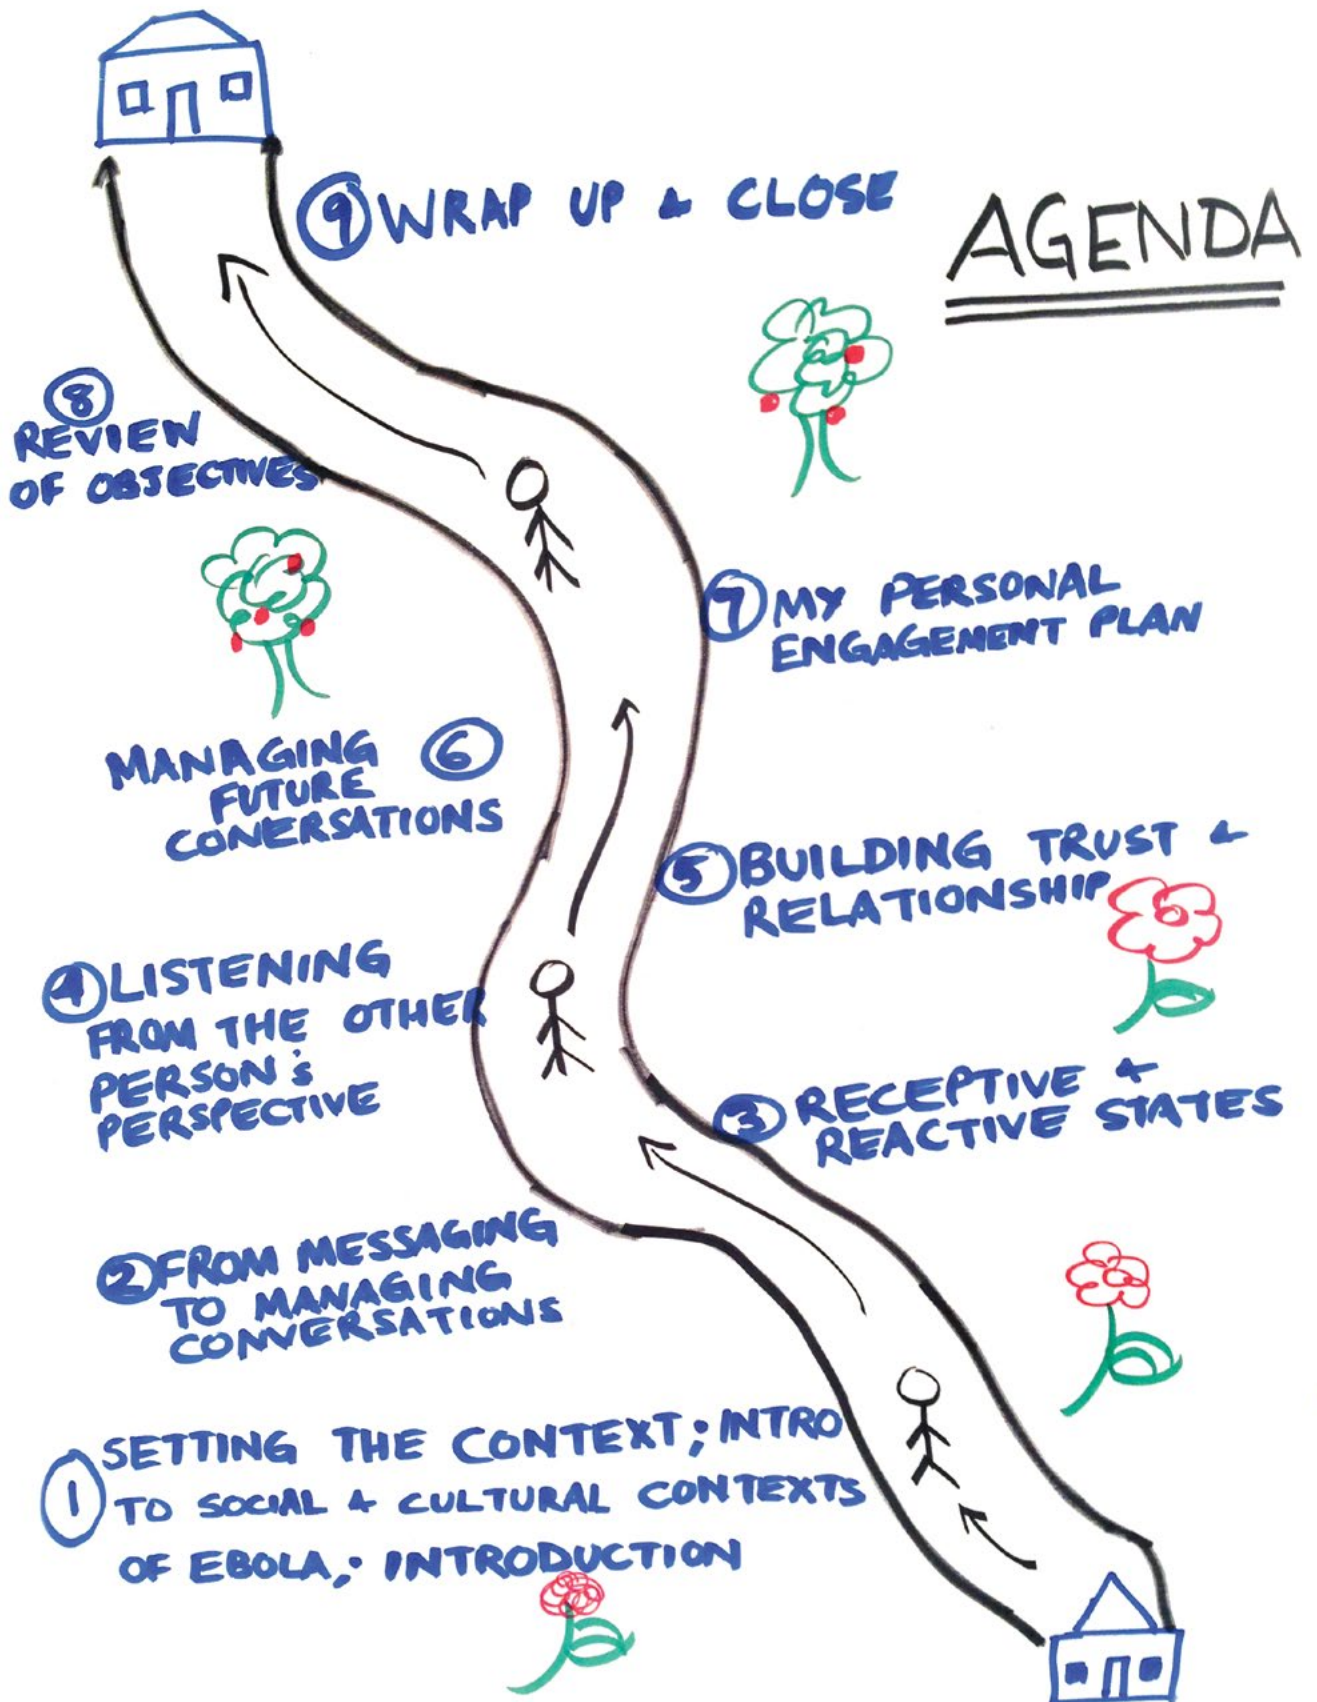 AGENDA
⑨ WRAP UP & CLOSE
⑧
REVIEW
OF OBJECTIVES
⑦ MY PERSONAL
ENGAGEMENT PLAN
MANAGING ⑥
FUTURE
CONERSATIONS
⑤ BUILDING TRUST &
RELATIONSHIP
④ LISTENING
FROM THE OTHER
PERSON'S
PERSPECTIVE
③ RECEPTIVE &
REACTIVE STATES
② FROM MESSAGING
TO MANAGING
CONVERSATIONS
① SETTING THE CONTEXT; INTRO
TO SOCIAL & CULTURAL CONTEXTS
OF EBOLA; INTRODUCTION